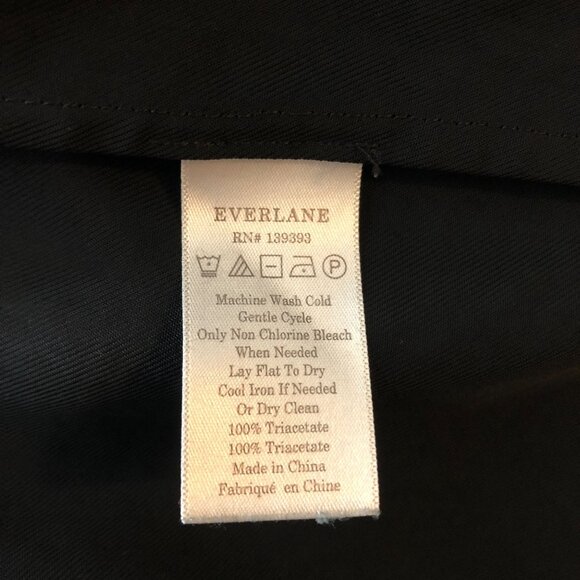 EVERLANE
RN# 139393
P
Machine Wash Cold
Gentle Cycle
Only Non Chlorine Bleach
When Needed
Lay Flat To Dry
Cool Iron If Needed
Or Dry Clean
100% Triacetate
100% Triacetate
Made in China
Fabriqué en Chine